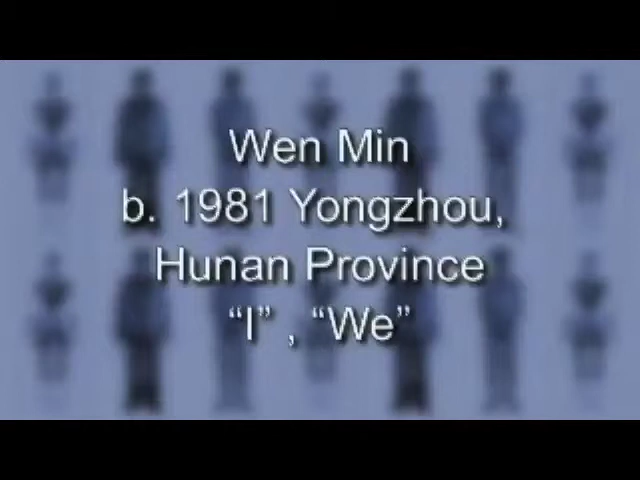 Wen Min
b. 1981 Yongzhou,
Hunan Province
“I” , “We”